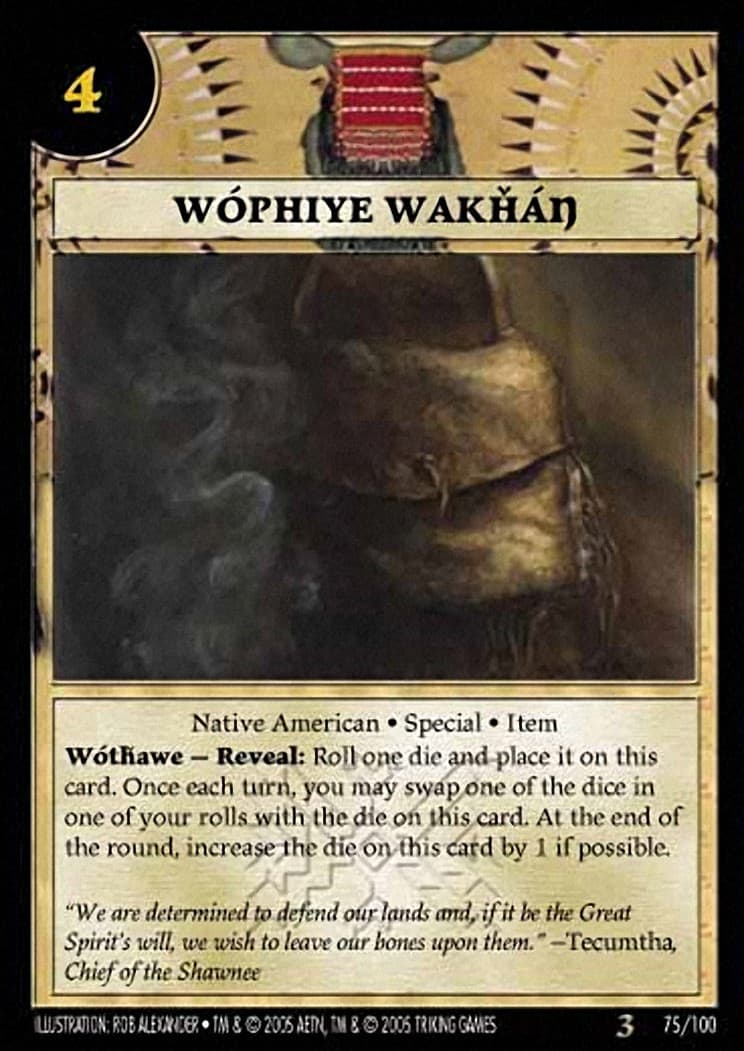 4
WÓPHIYE WAKȞÁŊ
Native American • Special • Item
Wótȟawe – Reveal: Roll one die and place it on this
card. Once each turn, you may swap one of the dice in
one of your rolls with the die on this card. At the end of
the round, increase the die on this card by 1 if possible.
“We are determined to defend our lands and, if it be the Great
Spirit's will, we wish to leave our bones upon them.” –Tecumtha,
Chief of the Shawnee
ILLUSTRATION: ROB ALEXANDER • TM & © 2005 AETN, TM & © 2005 TRIKING GAMES 3 75/100